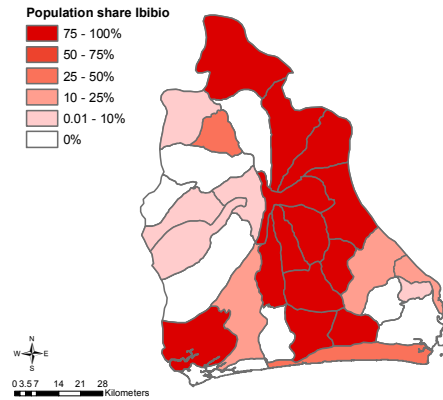 Population share Ibibio
75 - 100%
50 - 75%
25 - 50%
10 - 25%
0.01 - 10%
0%
N
W E
S
0 3.5 7 14 21 28
Kilometers